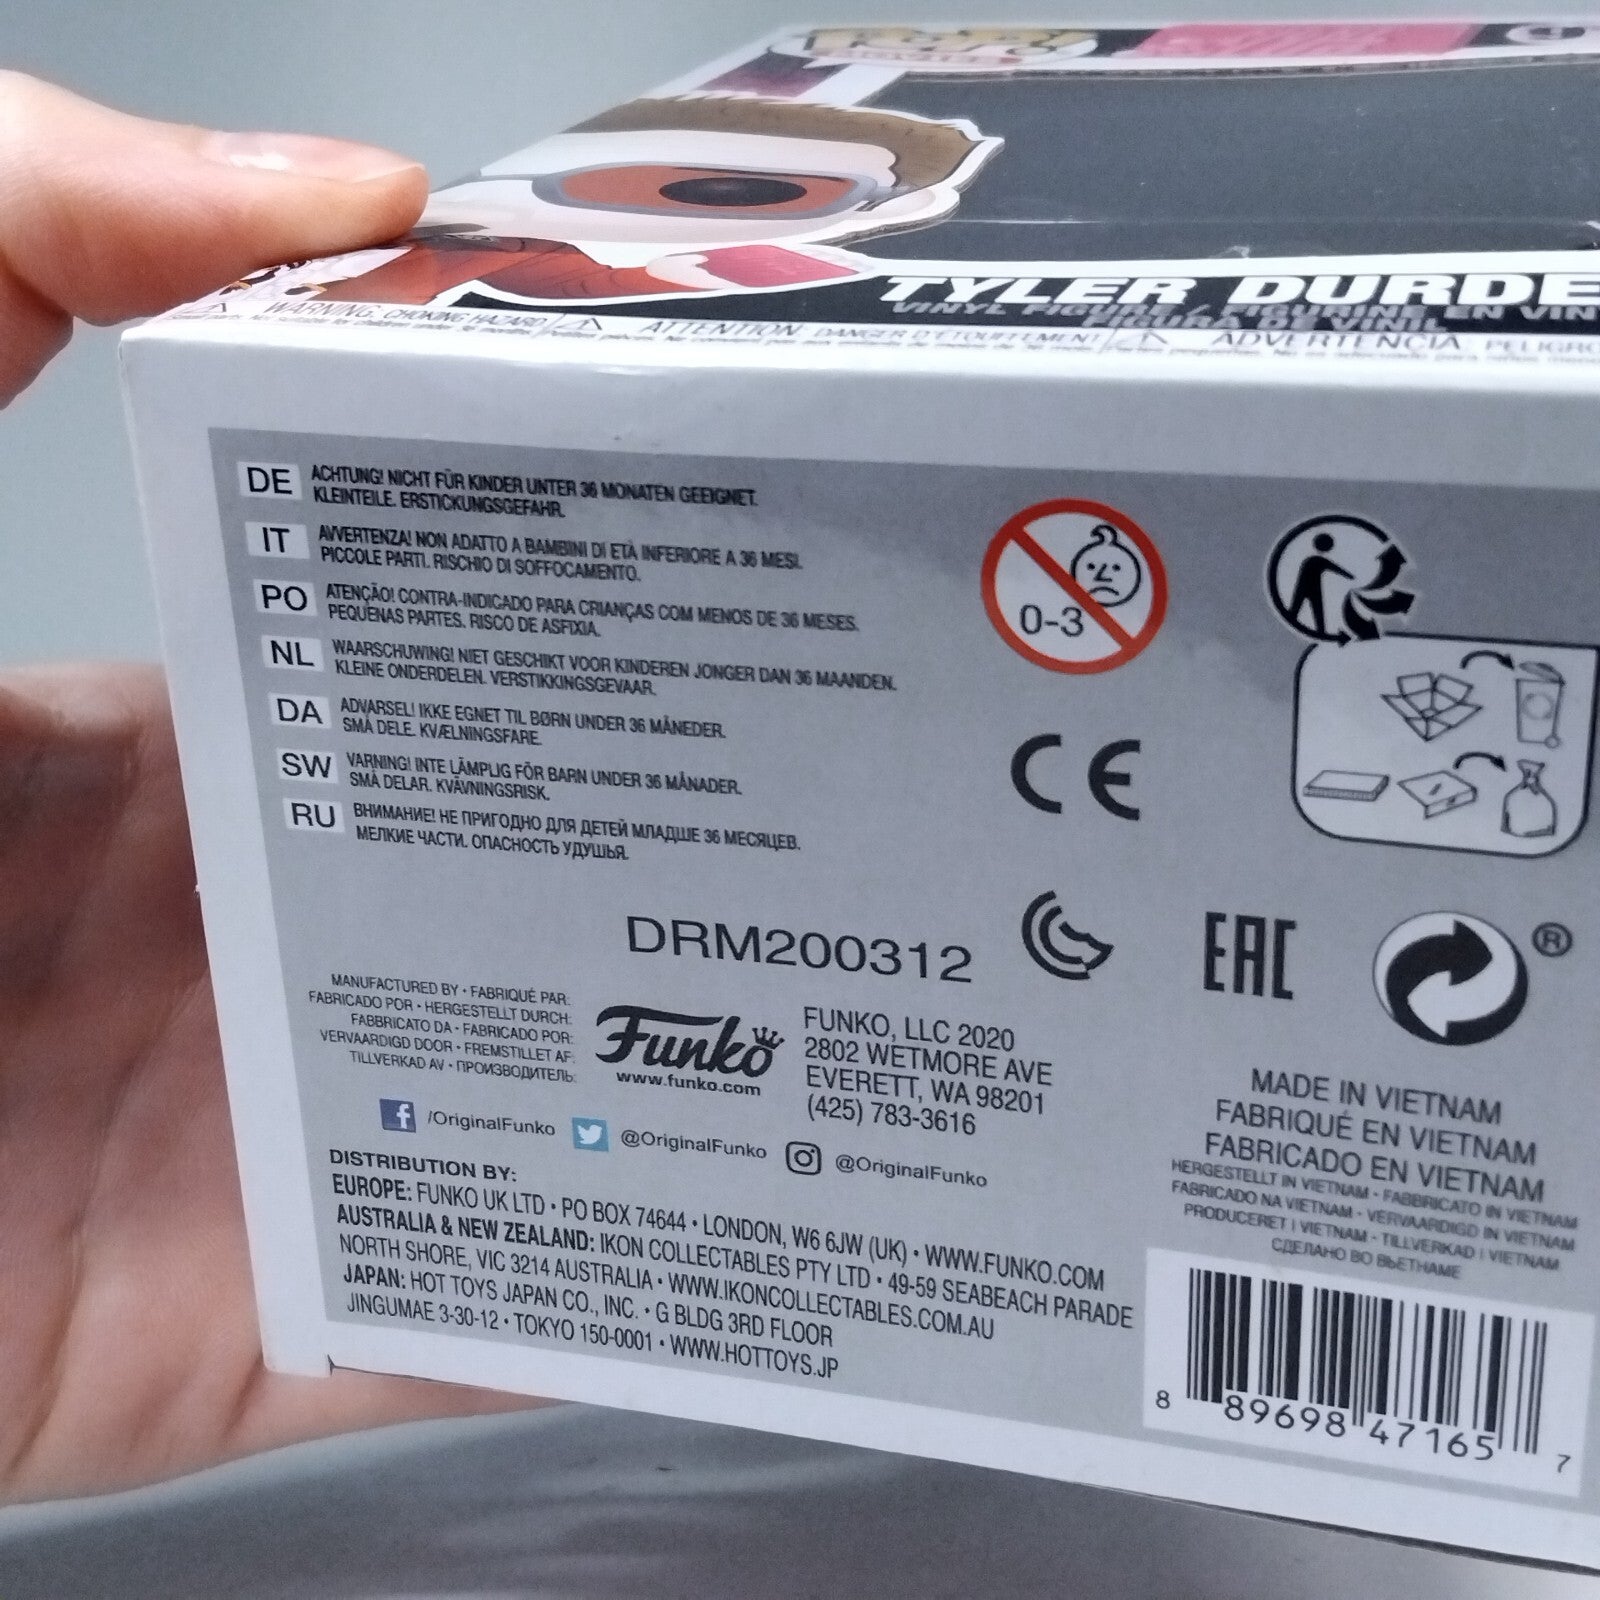 TYLER DURDE
VINYL FIGURE / FIGURINE EN VIN
FIGURA DE VINIL
WARNING: CHOKING HAZARD
ATTENTION: DANGER D'ÉTOUFFEMENT
ADVERTENCIA: PELIGRO
DE ACHTUNG! NICHT FÜR KINDER UNTER 36 MONATEN GEEIGNET.
KLEINTEILE. ERSTICKUNGSGEFAHR.
IT AVVERTENZA! NON ADATTO A BAMBINI DI ETÀ INFERIORE A 36 MESI.
PICCOLE PARTI. RISCHIO DI SOFFOCAMENTO.
PO ATENÇÃO! CONTRA-INDICADO PARA CRIANÇAS COM MENOS DE 36 MESES.
PEQUENAS PARTES. RISCO DE ASFIXIA.
NL WAARSCHUWING! NIET GESCHIKT VOOR KINDEREN JONGER DAN 36 MAANDEN.
KLEINE ONDERDELEN. VERSTIKKINGSGEVAAR.
DA ADVARSEL! IKKE EGNET TIL BØRN UNDER 36 MÅNEDER.
SMÅ DELE. KVÆLNINGSFARE.
SW VARNING! INTE LÄMPLIG FÖR BARN UNDER 36 MÅNADER.
SMÅ DELAR. KVÄVNINGSRISK.
RU ВНИМАНИЕ! НЕ ПРИГОДНО ДЛЯ ДЕТЕЙ МЛАДШЕ 36 МЕСЯЦЕВ.
МЕЛКИЕ ЧАСТИ. ОПАСНОСТЬ УДУШЬЯ.
0-3
CE
DRM200312
EAC
®
MANUFACTURED BY • FABRIQUÉ PAR:
FABRICADO POR • HERGESTELLT DURCH:
FABBRICATO DA • FABRICADO POR:
VERVAARDIGD DOOR • FREMSTILLET AF:
TILLVERKAD AV • ПРОИЗВОДИТЕЛЬ:
Funko
www.funko.com
FUNKO, LLC 2020
2802 WETMORE AVE
EVERETT, WA 98201
(425) 783-3616
/OriginalFunko
@OriginalFunko
@OriginalFunko
DISTRIBUTION BY:
EUROPE: FUNKO UK LTD • PO BOX 74644 • LONDON, W6 6JW (UK) • WWW.FUNKO.COM
AUSTRALIA & NEW ZEALAND: IKON COLLECTABLES PTY LTD • 49-59 SEABEACH PARADE
NORTH SHORE, VIC 3214 AUSTRALIA • WWW.IKONCOLLECTABLES.COM.AU
JAPAN: HOT TOYS JAPAN CO., INC. • G BLDG 3RD FLOOR
JINGUMAE 3-30-12 • TOKYO 150-0001 • WWW.HOTTOYS.JP
MADE IN VIETNAM
FABRIQUÉ EN VIETNAM
FABRICADO EN VIETNAM
HERGESTELLT IN VIETNAM • FABBRICATO IN VIETNAM
FABRICADO NA VIETNAM • VERVAARDIGD IN VIETNAM
PRODUCERET I VIETNAM • TILLVERKAD I VIETNAM
СДЕЛАНО ВО ВЬЕТНАМЕ
8 89698 47165 7